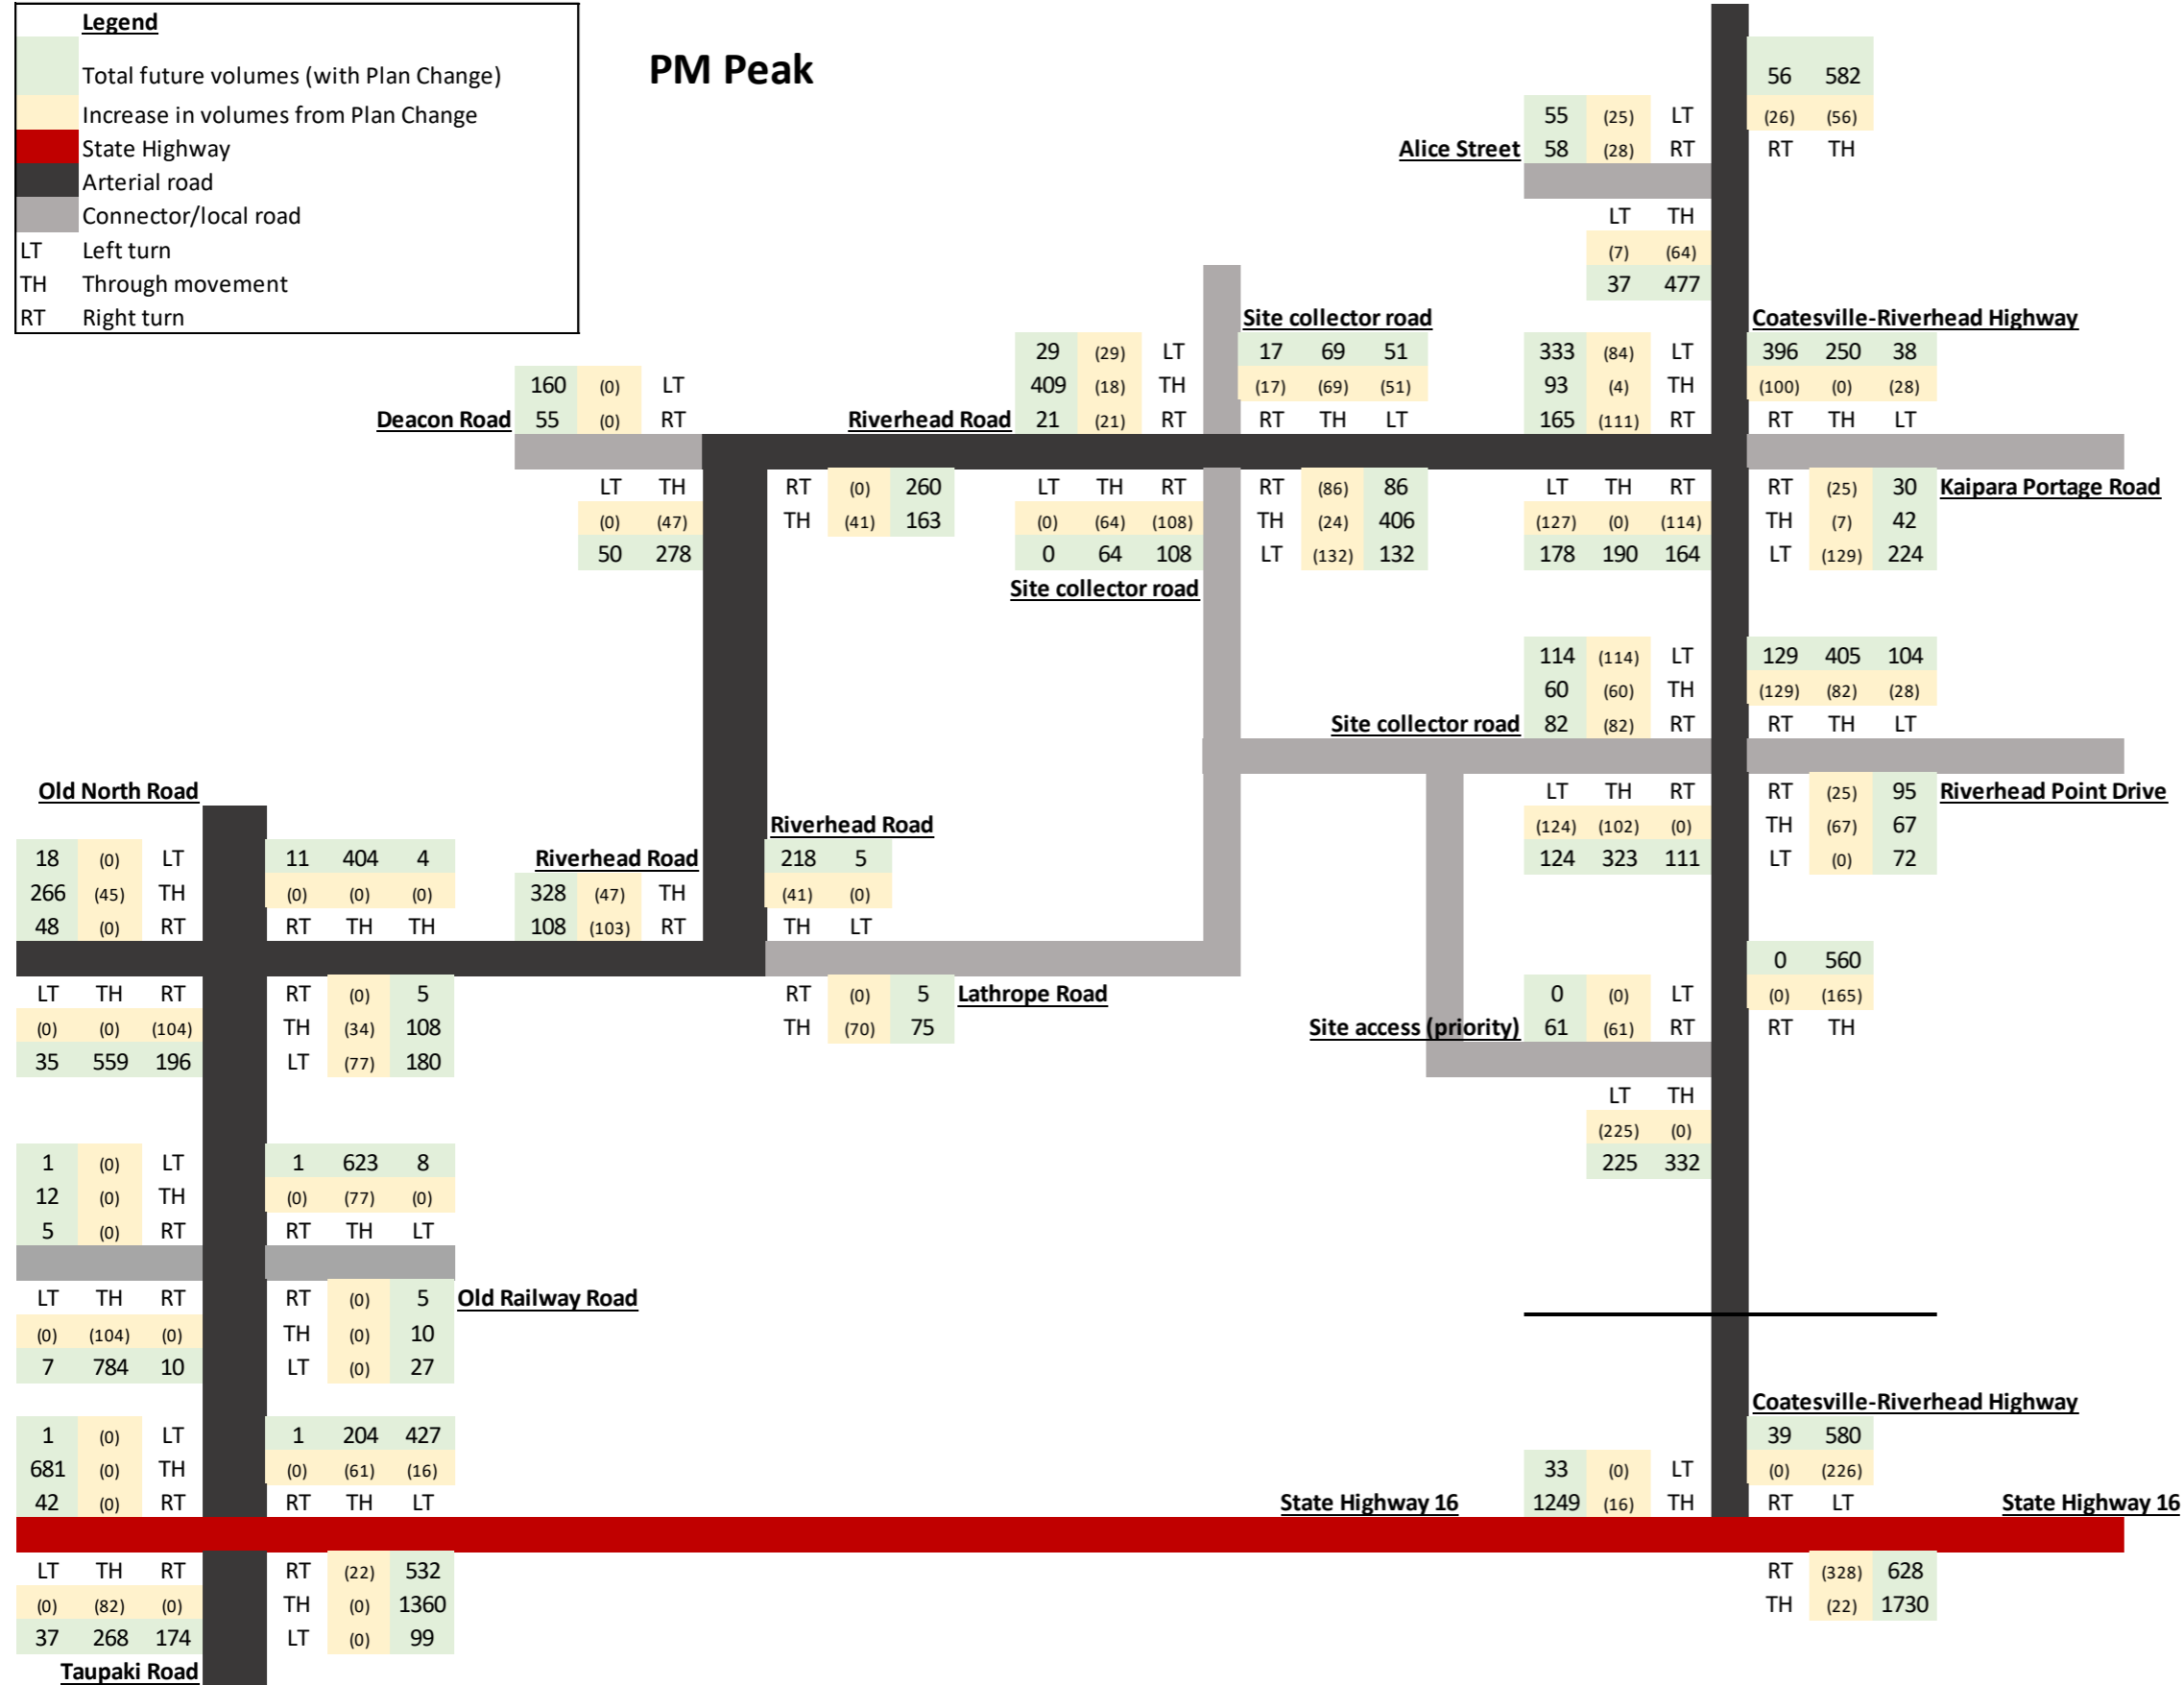 Legend
Total future volumes (with Plan Change)
Increase in volumes from Plan Change
State Highway
Arterial road
Connector/local road
LT Left turn
TH Through movement
RT Right turn
PM Peak
56 582
55 (25) LT (26) (56)
Alice Street 58 (28) RT RT TH
LT TH
(7) (64)
37 477
Site collector road Coatesville-Riverhead Highway
29 (29) LT 17 69 51 333 (84) LT 396 250 38
160 (0) LT 409 (18) TH (17) (69) (51) 93 (4) TH (100) (0) (28)
Deacon Road 55 (0) RT Riverhead Road 21 (21) RT RT TH LT 165 (111) RT RT TH LT
LT TH RT (0) 260 LT TH RT RT (86) 86 LT TH RT RT (25) 30 Kaipara Portage Road
(0) (47) TH (41) 163 (0) (64) (108) TH (24) 406 (127) (0) (114) TH (7) 42
50 278 0 64 108 LT (132) 132 178 190 164 LT (129) 224
Site collector road
114 (114) LT 129 405 104
60 (60) TH (129) (82) (28)
Site collector road 82 (82) RT RT TH LT
Old North Road LT TH RT RT (25) 95 Riverhead Point Drive
Riverhead Road (124) (102) (0) TH (67) 67
18 (0) LT 11 404 4 Riverhead Road 218 5 124 323 111 LT (0) 72
266 (45) TH (0) (0) (0) 328 (47) TH (41) (0)
48 (0) RT RT TH TH 108 (103) RT TH LT
0 560
LT TH RT RT (0) 5 RT (0) 5 Lathrope Road 0 (0) LT (0) (165)
(0) (0) (104) TH (34) 108 TH (70) 75 Site access (priority) 61 (61) RT RT TH
35 559 196 LT (77) 180
LT TH
(225) (0)
1 (0) LT 1 623 8 225 332
12 (0) TH (0) (77) (0)
5 (0) RT RT TH LT
LT TH RT RT (0) 5 Old Railway Road
(0) (104) (0) TH (0) 10
7 784 10 LT (0) 27
Coatesville-Riverhead Highway
1 (0) LT 1 204 427 39 580
681 (0) TH (0) (61) (16) 33 (0) LT (0) (226)
42 (0) RT RT TH LT State Highway 16 1249 (16) TH RT LT State Highway 16
LT TH RT RT (22) 532 RT (328) 628
(0) (82) (0) TH (0) 1360 TH (22) 1730
37 268 174 LT (0) 99
Taupaki Road